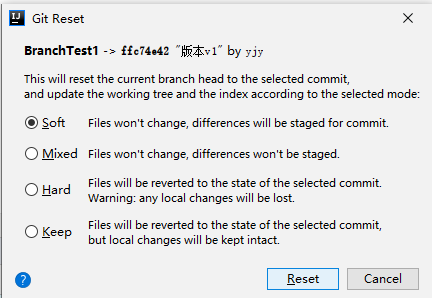 Git Reset
BranchTest1 -> ffc74e42 "版本v1" by yjy
This will reset the current branch head to the selected commit,
and update the working tree and the index according to the selected mode:
Soft Files won't change, differences will be staged for commit.
Mixed Files won't change, differences won't be staged.
Hard Files will be reverted to the state of the selected commit.
Warning: any local changes will be lost.
Keep Files will be reverted to the state of the selected commit,
but local changes will be kept intact.
? Reset Cancel